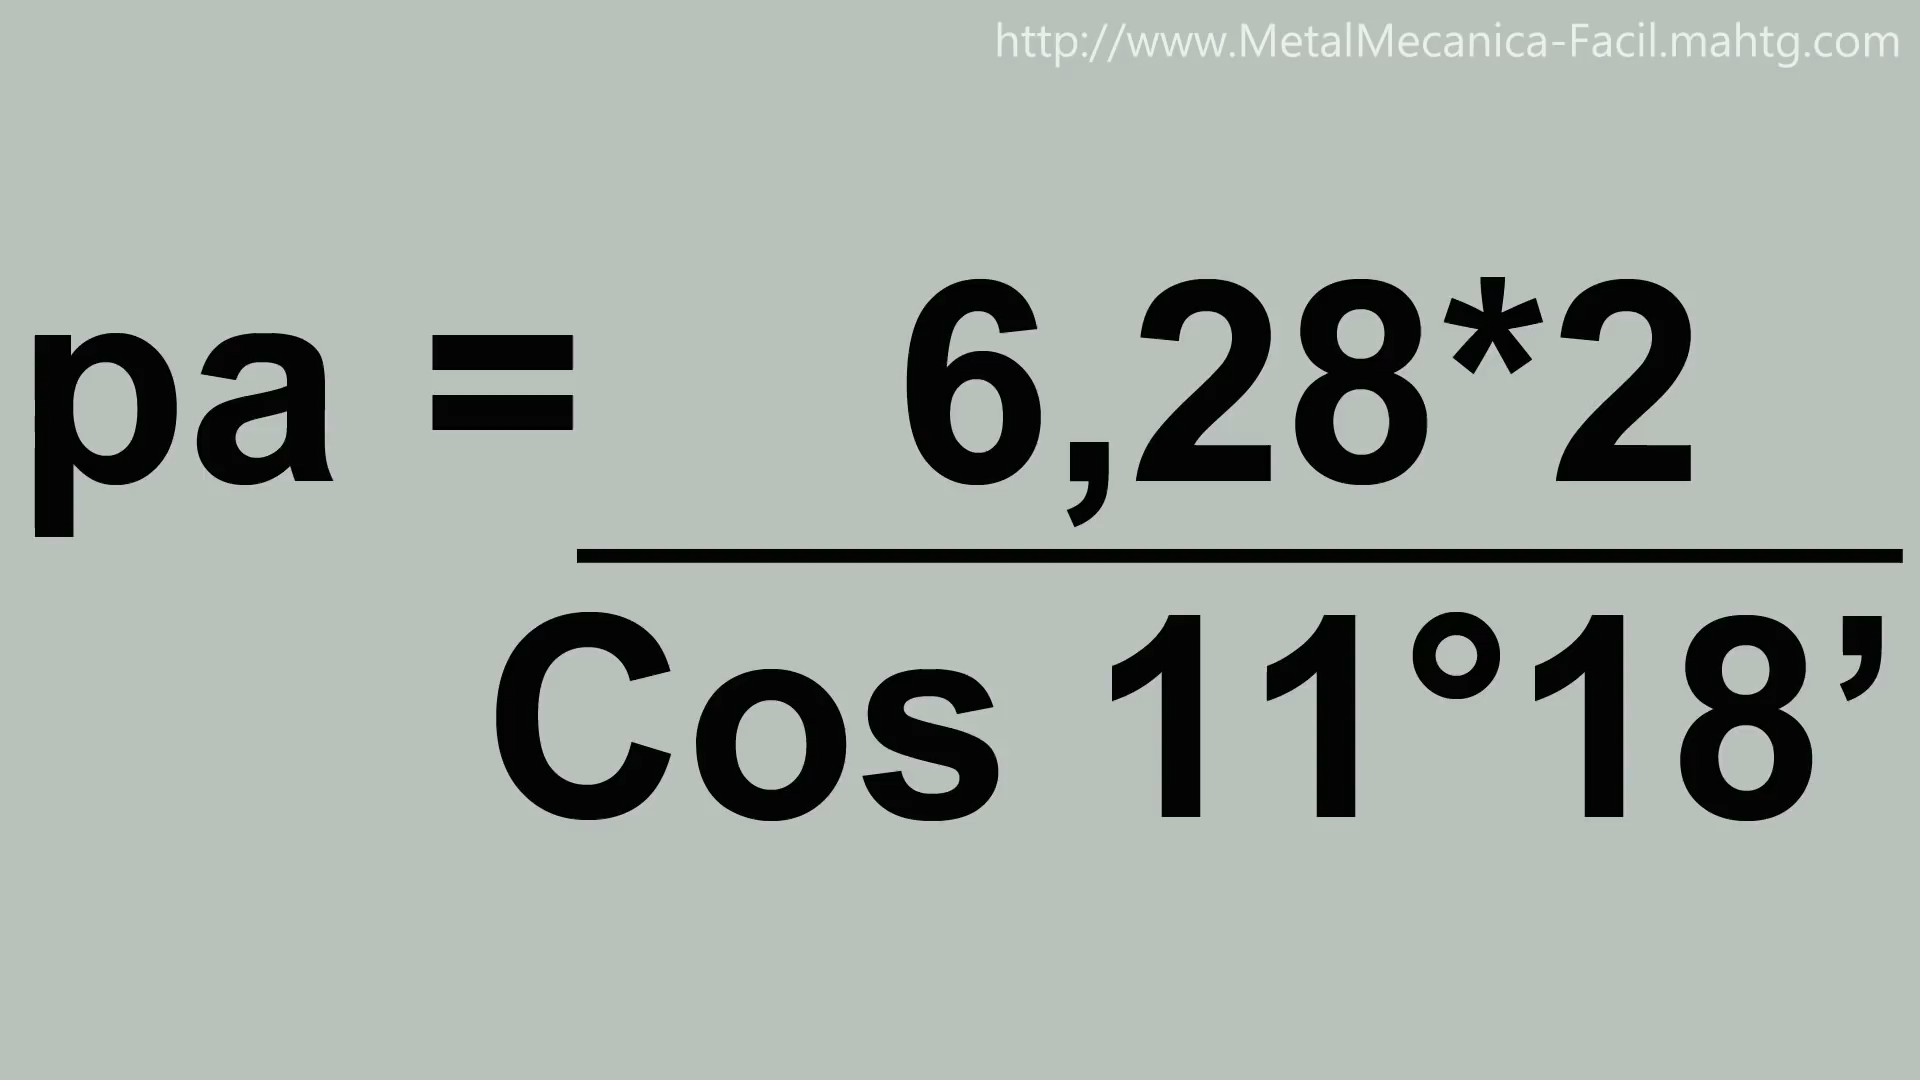 http://www.MetalMecanica-Facil.mahtg.com
pa = 6,28*2
Cos 11°18’